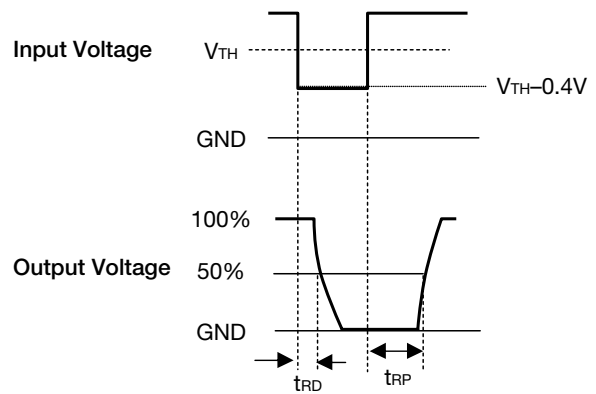 Input Voltage
VTH
VTH–0.4V
GND
100%
Output Voltage
50%
GND
tRD
tRP